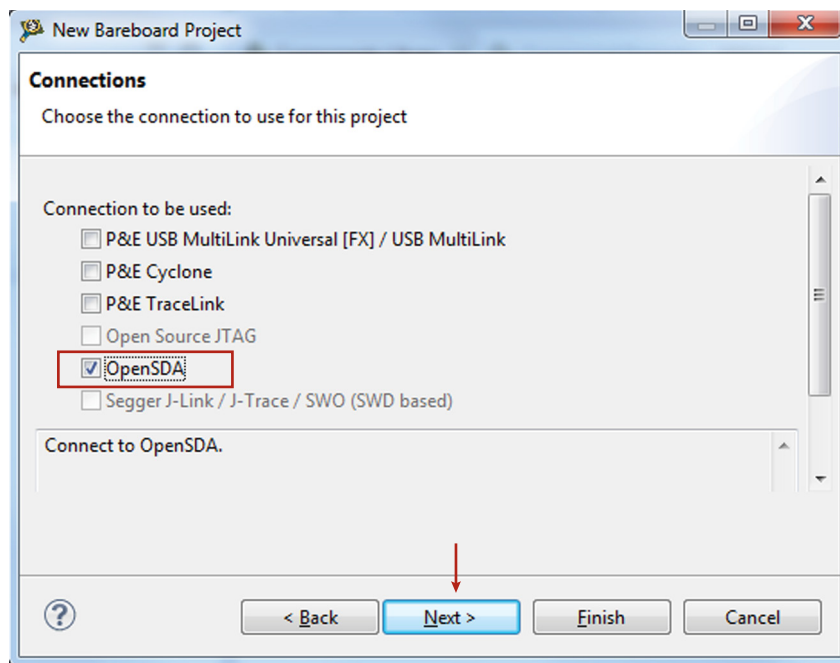 New Bareboard Project
Connections
Choose the connection to use for this project
Connection to be used:
P&E USB MultiLink Universal [FX] / USB MultiLink
P&E Cyclone
P&E TraceLink
Open Source JTAG
OpenSDA
Segger J-Link / J-Trace / SWO (SWD based)
Connect to OpenSDA.
?
< Back
Next >
Finish
Cancel